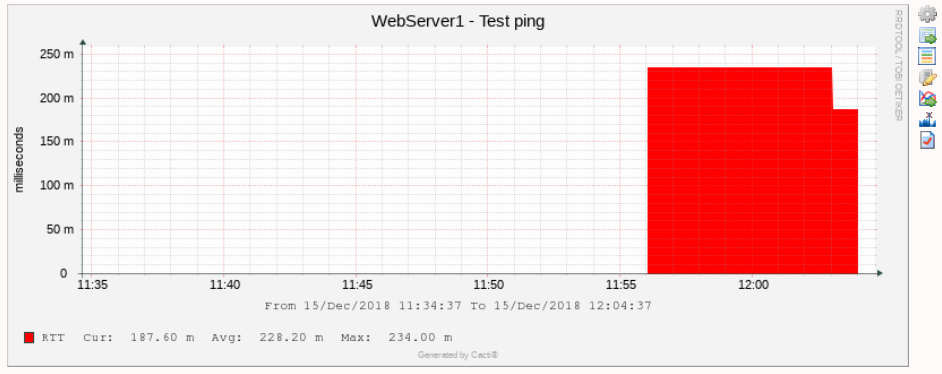 WebServer1 - Test ping
RRDTOOL / TOBI OETIKER
milliseconds
250 m
200 m
150 m
100 m
50 m
0
11:35 11:40 11:45 11:50 11:55 12:00
From 15/Dec/2018 11:34:37 To 15/Dec/2018 12:04:37
RTT Cur: 187.60 m Avg: 228.20 m Max: 234.00 m
Generated by Cacti®